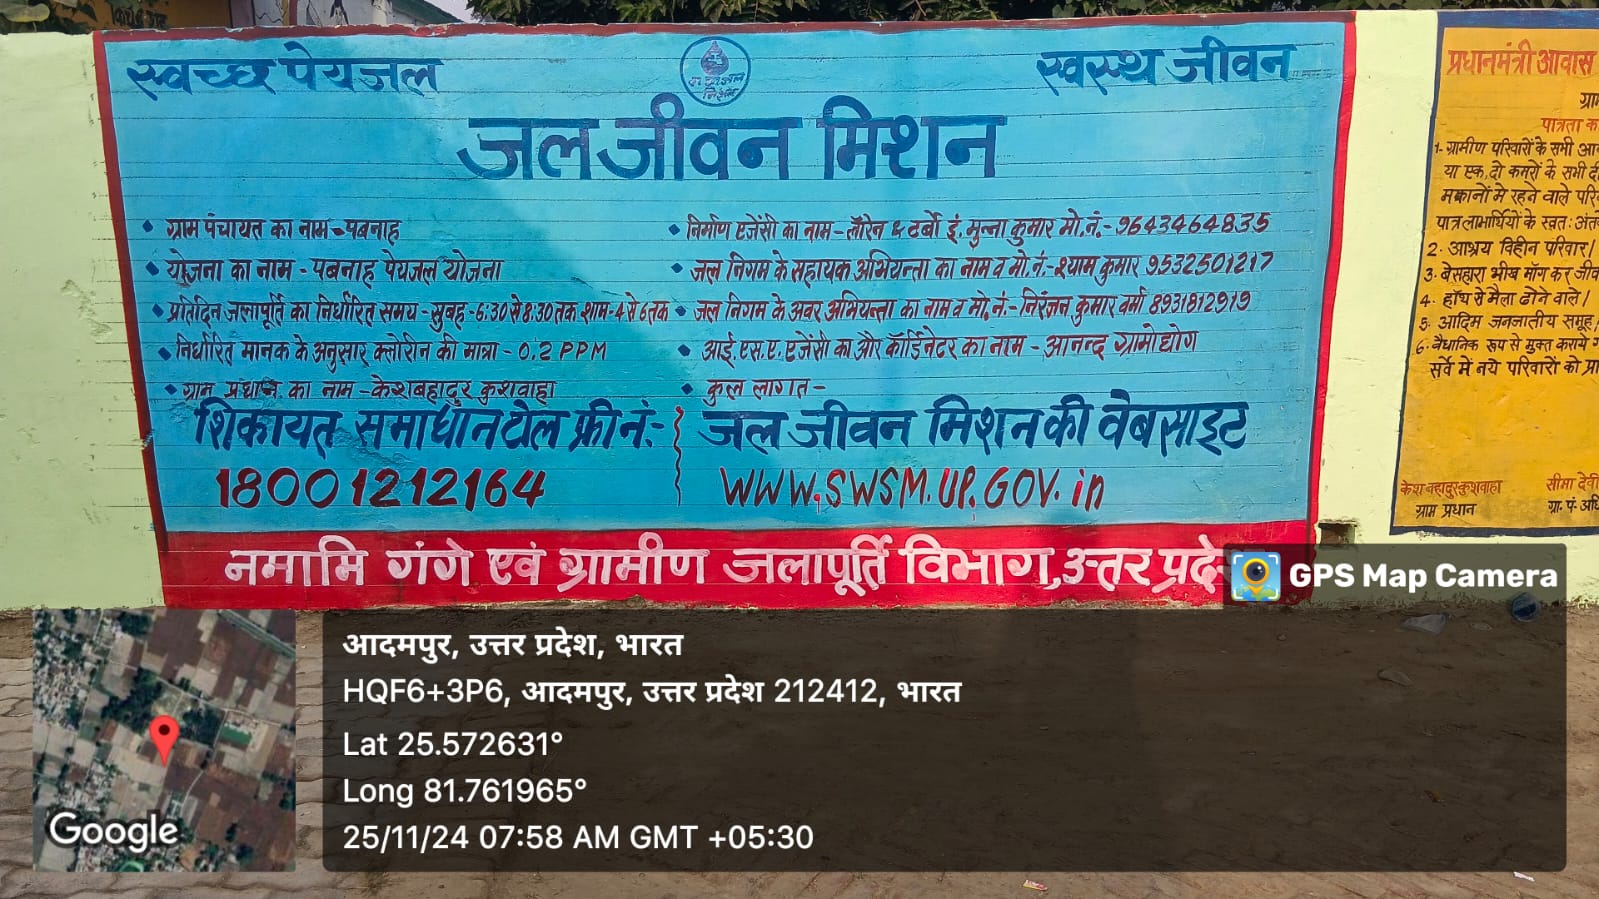 स्वच्छ पेयजल
स्वस्थ जीवन
जल जीवन मिशन
ग्राम पंचायत का नाम - पबनाह
योजना का नाम - पबनाह पेयजल योजना
प्रतिदिन जलापूर्ति का निर्धारित समय - सुबह - 6:30 से 8:30 तक शाम - 4 से 6 तक
निर्धारित मानक के अनुसार क्लोरीन की मात्रा - 0.2 PPM
ग्राम प्रधान का नाम - केशबहादुर कुशवाहा
निर्माण एजेंसी का नाम - लॉरेन & टर्बो इं. मुन्ना कुमार मो.नं.- 9643464835
जल निगम के सहायक अभियन्ता का नाम व मो.नं.- श्याम कुमार 9532501217
जल निगम के अवर अभियन्ता का नाम व मो.नं.- निरंजन कुमार वर्मा 8931812919
आई.एस.ए. एजेंसी का और कॉर्डिनेटर का नाम - आनन्द ग्रामोद्योग
कुल लागत -
शिकायत समाधान टोल फ्री नं:-
18001212164
जल जीवन मिशन की वेबसाइट
WWW.SWSM.UP.GOV.in
नमामि गंगे एवं ग्रामीण जलापूर्ति विभाग, उत्तर प्रदे
प्रधानमंत्री आवास
ग्रा
पात्रता क
1- ग्रामीण परिवारों के सभी आ
या एक, दो कमरों के सभी दी
मकानों मे रहने वाले परि
पात्र लाभार्थियों के स्वत: अंत
2- आश्रय विहीन परिवार।
3- बेसहारा भीख माँग कर जीव
4- हाथ से मैला ढोने वाले।
5- आदिम जनजातीय समूह
6- वैधानिक रूप से मुक्त कराये ग
सर्वे में नये परिवारों को प्रा
केश बहादुर कुशवाहा
ग्राम प्रधान
सीमा देवी
ग्रा. पं. अधि
GPS Map Camera
आदमपुर, उत्तर प्रदेश, भारत
HQF6+3P6, आदमपुर, उत्तर प्रदेश 212412, भारत
Lat 25.572631°
Long 81.761965°
25/11/24 07:58 AM GMT +05:30
Google